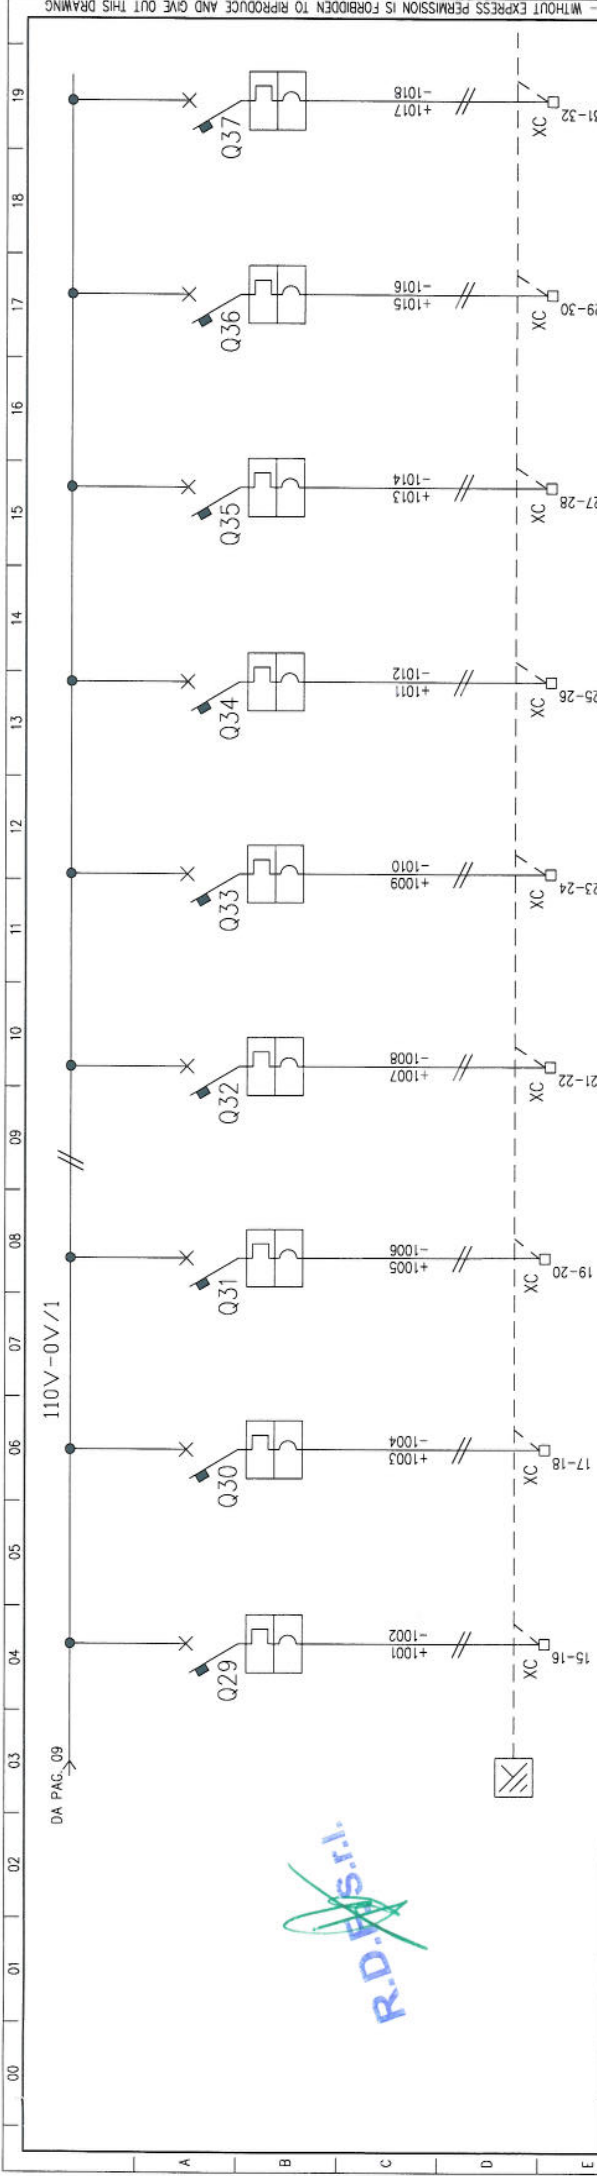 - WITHOUT EXPRESS PERMISSION IS FORBIDDEN TO RIPRODUCE AND GIVE OUT THIS DRAWING
00 01 02 03 04 05 06 07 08 09 10 11 12 13 14 15 16 17 18 19
DA PAG. 09
110V-0V/1
A
B
C
D
E
Q29
Q30
Q31
Q32
Q33
Q34
Q35
Q36
Q37
+1001
-1002
+1003
-1004
+1005
-1006
+1007
-1008
+1009
-1010
+1011
-1012
+1013
-1014
+1015
-1016
+1017
-1018
XC
15-16
XC
17-18
XC
19-20
XC
21-22
XC
23-24
XC
25-26
XC
27-28
XC
29-30
XC
31-32